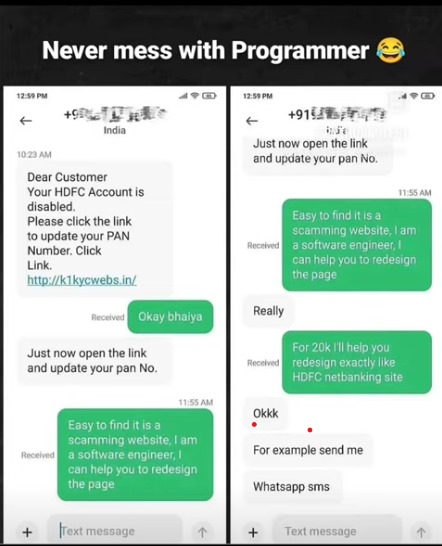 Never mess with Programmer 😂
12:59 PM
India
10:23 AM
Dear Customer
Your HDFC Account is
disabled.
Please click the link
to update your PAN
Number. Click
Link.
http://k1kycwebs.in/
Received
Okay bhaiya
Just now open the link
and update your pan No.
11:55 AM
Easy to find it is a
scamming website, I am
a software engineer, I
can help you to redesign
the page
Received
Text message
12:59 PM
+91
Just now open the link
and update your pan No.
11:55 AM
Easy to find it is a
scamming website, I am
a software engineer, I
can help you to redesign
the page
Received
Really
For 20k I'll help you
redesign exactly like
HDFC netbanking site
Received
Okkk
For example send me
Whatsapp sms
Text message